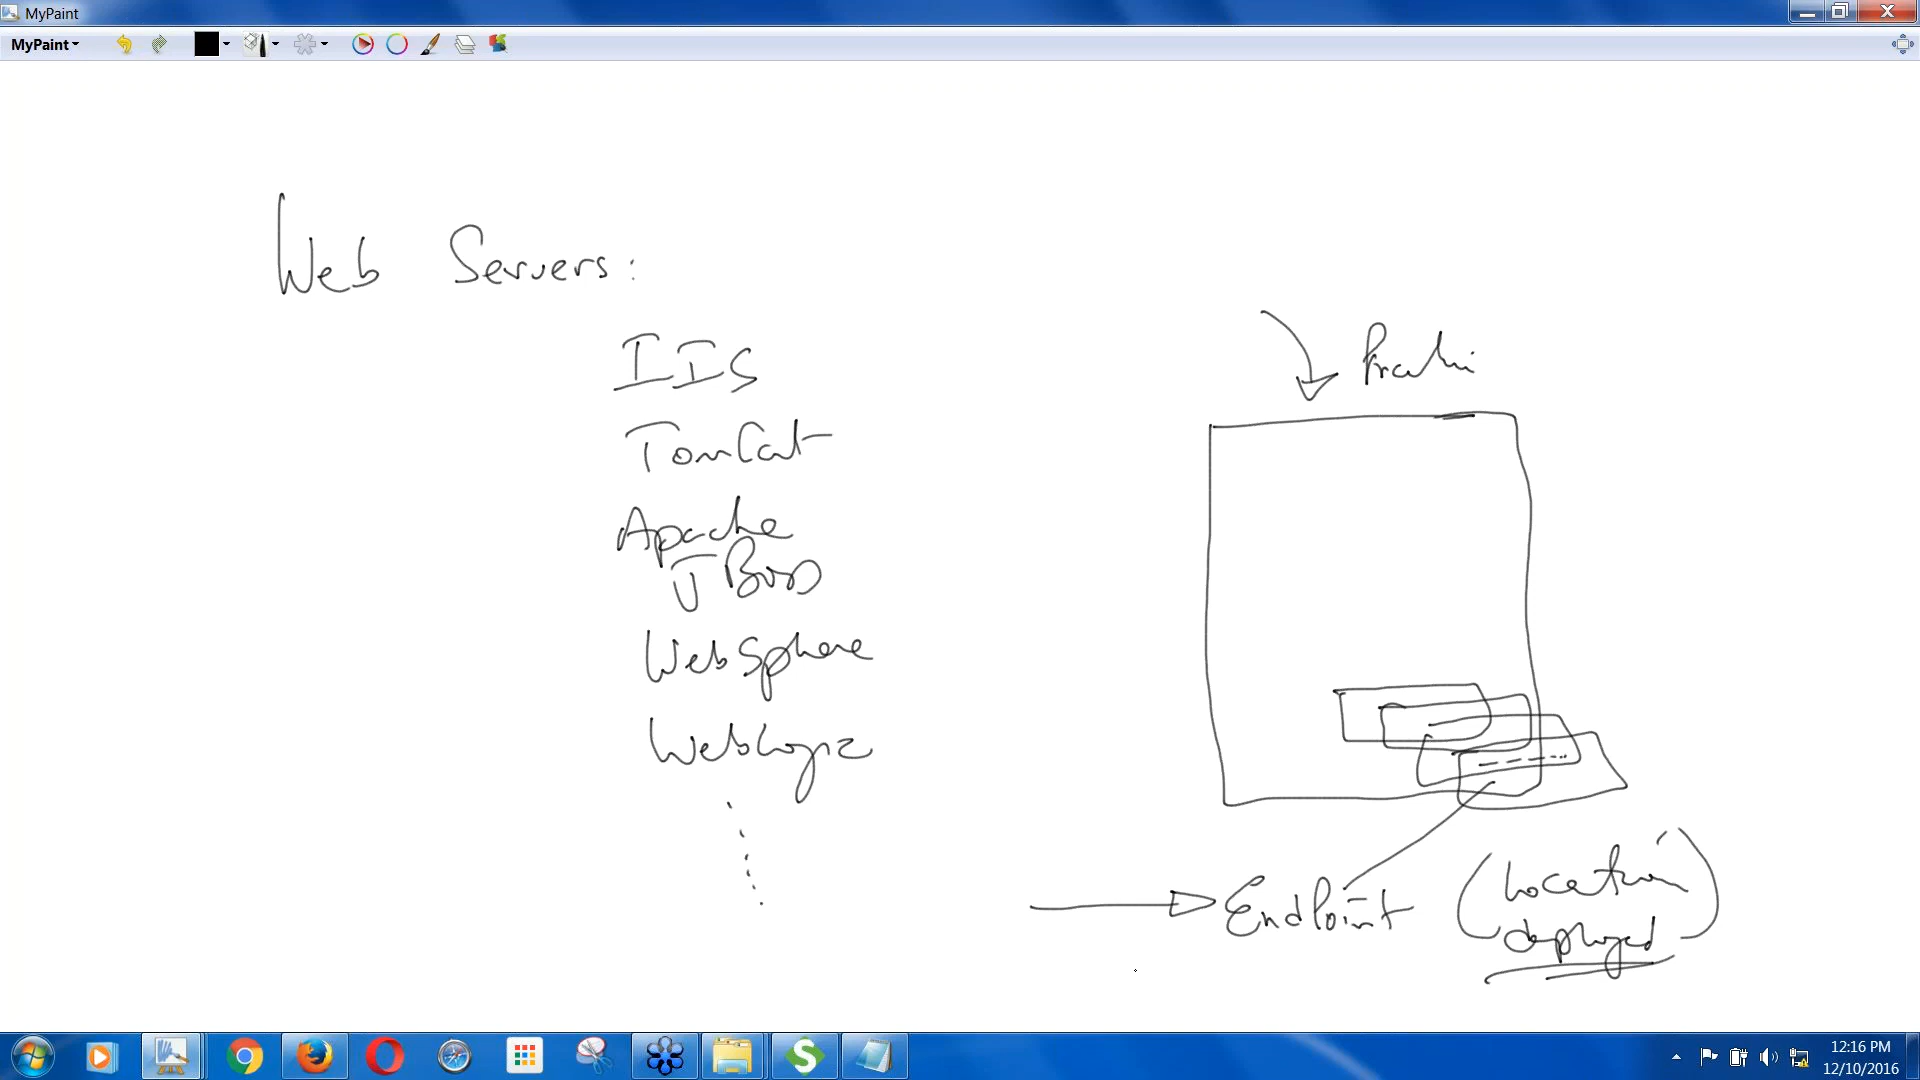 MyPaint
MyPaint
Web Servers:
IIS
TomCat
Apache
JBoss
WebSphere
WebLogic
EndPoint
(Location
deployed)
12:16 PM
12/10/2016